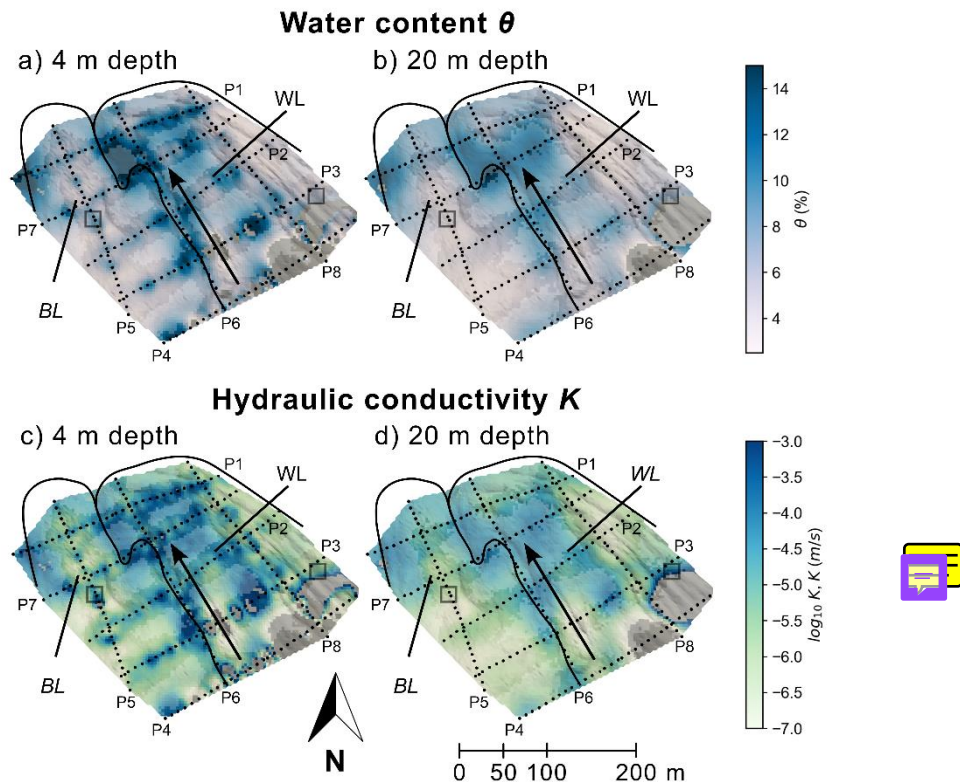 Water content θ
a) 4 m depth
b) 20 m depth
P1
WL
P2
P3
P7
P8
BL
P5
P6
P4
P1
WL
P2
P3
P7
P8
BL
P5
P6
P4
14
12
10
8
6
4
θ (%)
Hydraulic conductivity K
c) 4 m depth
d) 20 m depth
P1
WL
P2
P3
P7
P8
BL
P5
P6
P4
P1
WL
P2
P3
P7
P8
BL
P5
P6
P4
−3.0
−3.5
−4.0
−4.5
−5.0
−5.5
−6.0
−6.5
−7.0
log10 K, K (m/s)
N
0 50 100 200 m